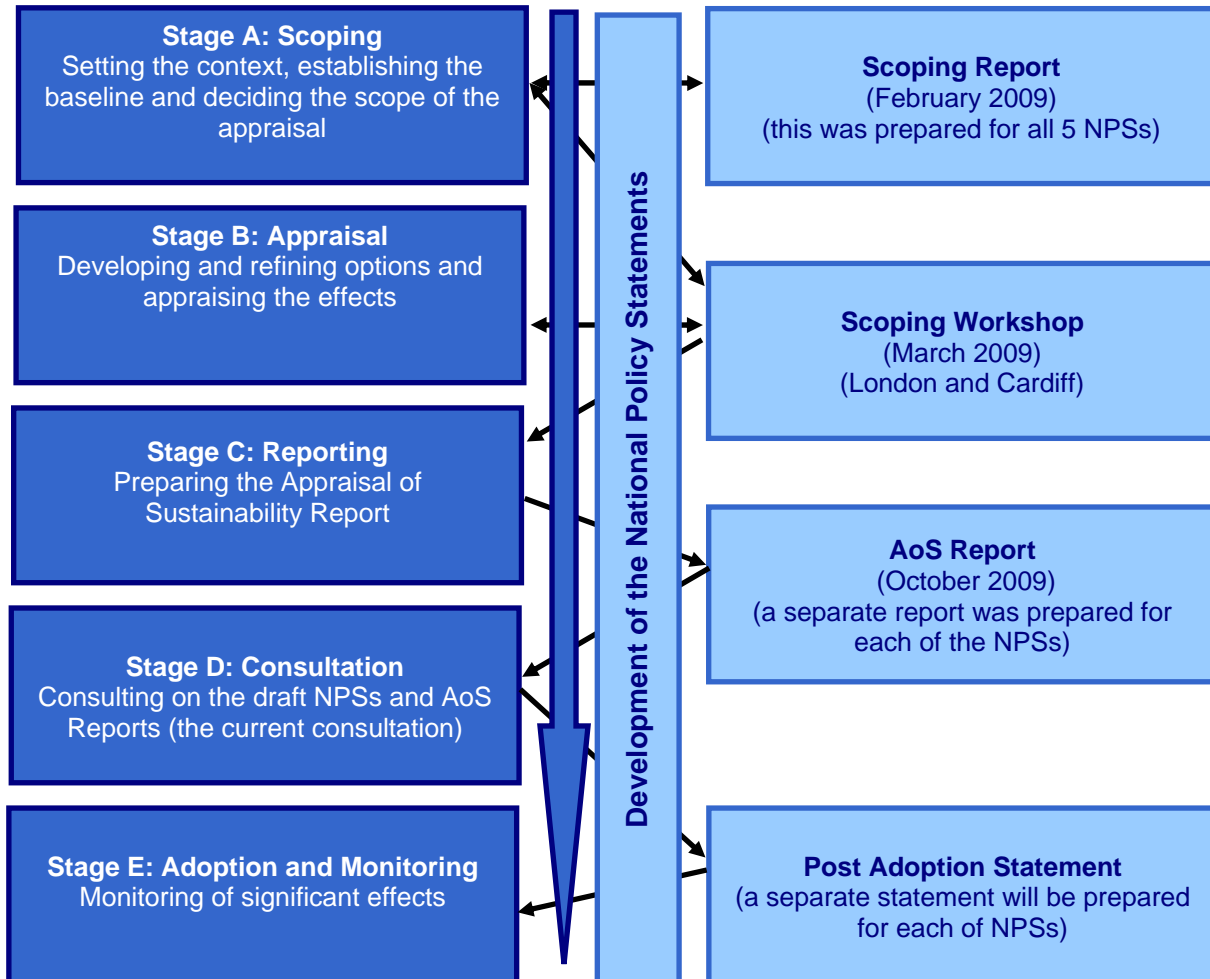 Stage A: Scoping
Setting the context, establishing the
baseline and deciding the scope of the
appraisal
Scoping Report
(February 2009)
(this was prepared for all 5 NPSs)
Stage B: Appraisal
Developing and refining options and
appraising the effects
Scoping Workshop
(March 2009)
(London and Cardiff)
Development of the National Policy Statements
Stage C: Reporting
Preparing the Appraisal of
Sustainability Report
AoS Report
(October 2009)
(a separate report was prepared for
each of the NPSs)
Stage D: Consultation
Consulting on the draft NPSs and AoS
Reports (the current consultation)
Stage E: Adoption and Monitoring
Monitoring of significant effects
Post Adoption Statement
(a separate statement will be prepared
for each of NPSs)